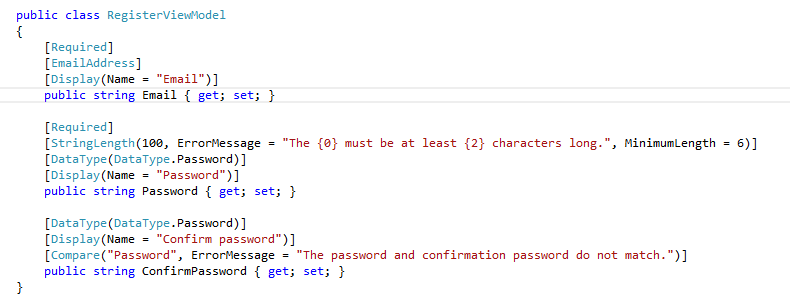 public class RegisterViewModel
{
    [Required]
    [EmailAddress]
    [Display(Name = "Email")]
    public string Email { get; set; }

    [Required]
    [StringLength(100, ErrorMessage = "The {0} must be at least {2} characters long.", MinimumLength = 6)]
    [DataType(DataType.Password)]
    [Display(Name = "Password")]
    public string Password { get; set; }

    [DataType(DataType.Password)]
    [Display(Name = "Confirm password")]
    [Compare("Password", ErrorMessage = "The password and confirmation password do not match.")]
    public string ConfirmPassword { get; set; }
}